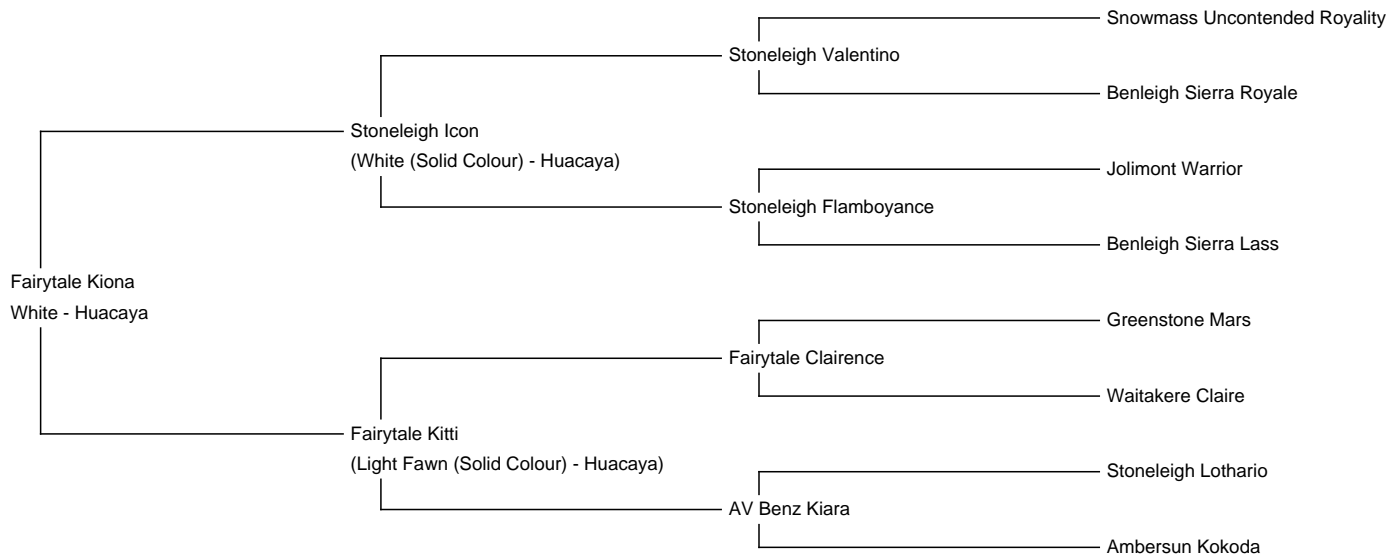 Snowmass Uncontended Royality
Stoneleigh Valentino
Benleigh Sierra Royale
Stoneleigh Icon
(White (Solid Colour) - Huacaya)
Jolimont Warrior
Stoneleigh Flamboyance
Benleigh Sierra Lass
Fairytale Kiona
White - Huacaya
Greenstone Mars
Fairytale Clairence
Waitakere Claire
Fairytale Kitti
(Light Fawn (Solid Colour) - Huacaya)
Stoneleigh Lothario
AV Benz Kiara
Ambersun Kokoda